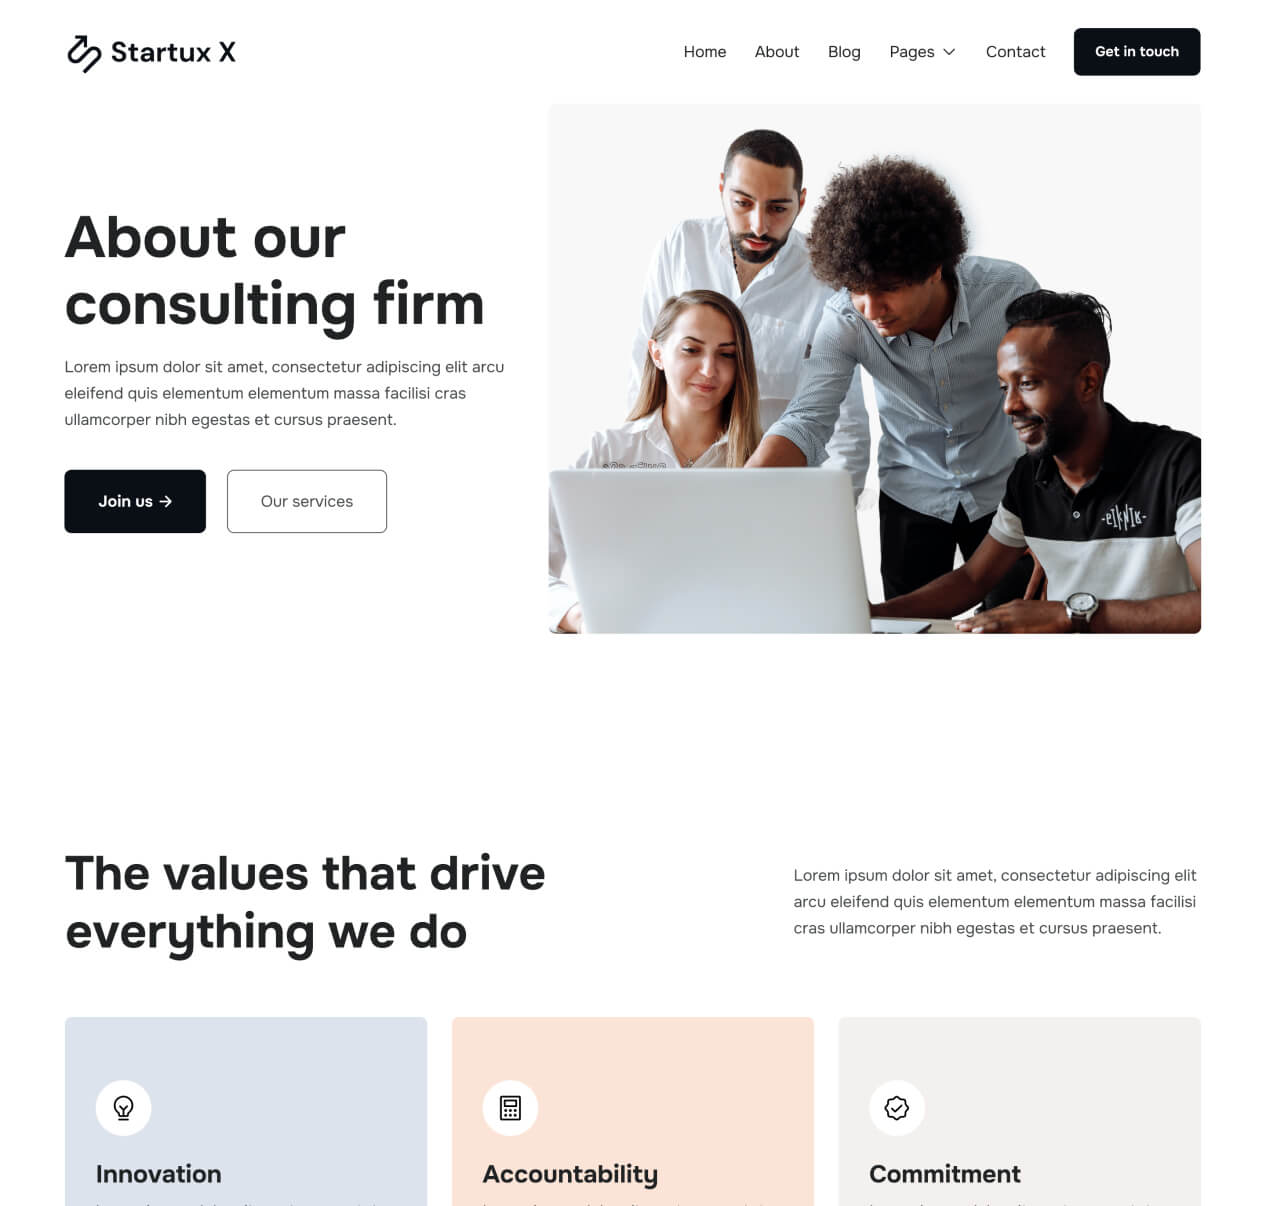 Startux X
Home About Blog Pages Contact Get in touch
About our
consulting firm
Lorem ipsum dolor sit amet, consectetur adipiscing elit arcu
eleifend quis elementum elementum massa facilisi cras
ullamcorper nibh egestas et cursus praesent.
Join us →
Our services
The values that drive
everything we do
Lorem ipsum dolor sit amet, consectetur adipiscing elit
arcu eleifend quis elementum elementum massa facilisi
cras ullamcorper nibh egestas et cursus praesent.
Innovation
Accountability
Commitment